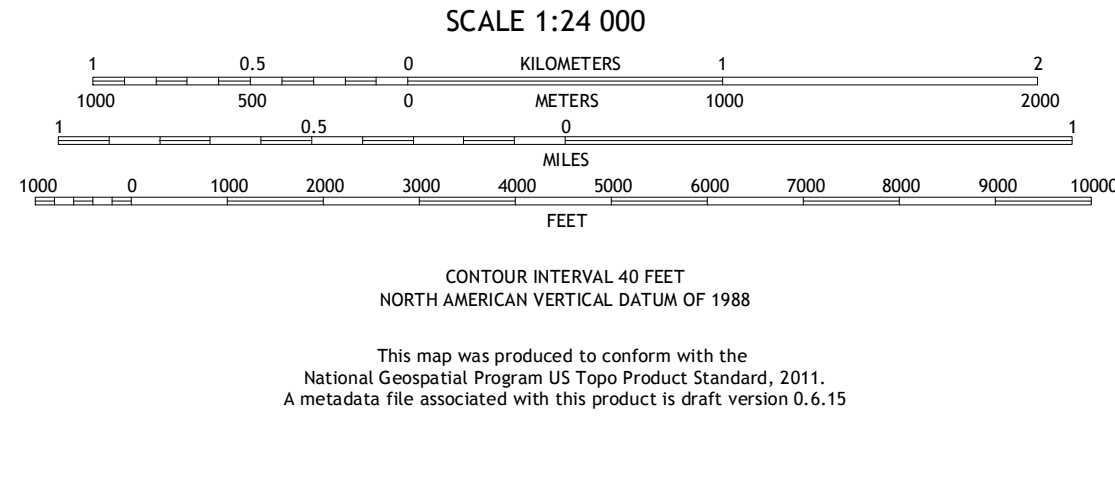 SCALE 1:24 000
1 0.5 0 KILOMETERS 1 2
1000 500 0 METERS 1000 2000
1 0.5 0 1
MILES
1000 0 1000 2000 3000 4000 5000 6000 7000 8000 9000 10000
FEET
CONTOUR INTERVAL 40 FEET
NORTH AMERICAN VERTICAL DATUM OF 1988
This map was produced to conform with the
National Geospatial Program US Topo Product Standard, 2011.
A metadata file associated with this product is draft version 0.6.15